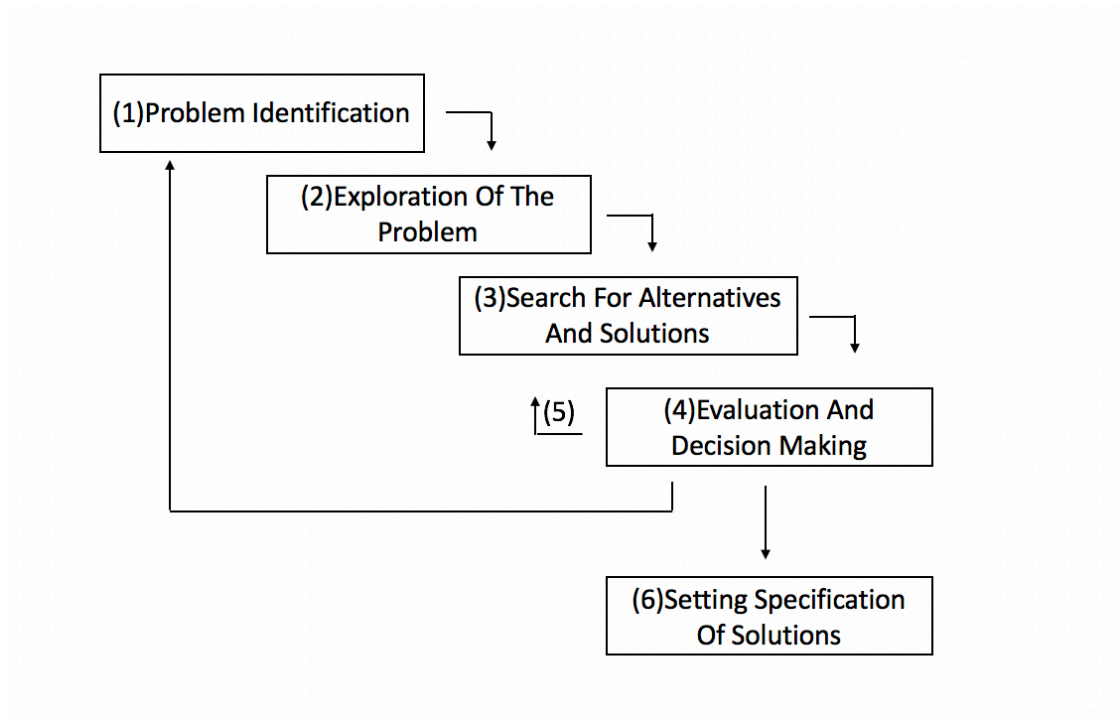 (1)Problem Identification
(2)Exploration Of The
Problem
(3)Search For Alternatives
And Solutions
(5)
(4)Evaluation And
Decision Making
(6)Setting Specification
Of Solutions